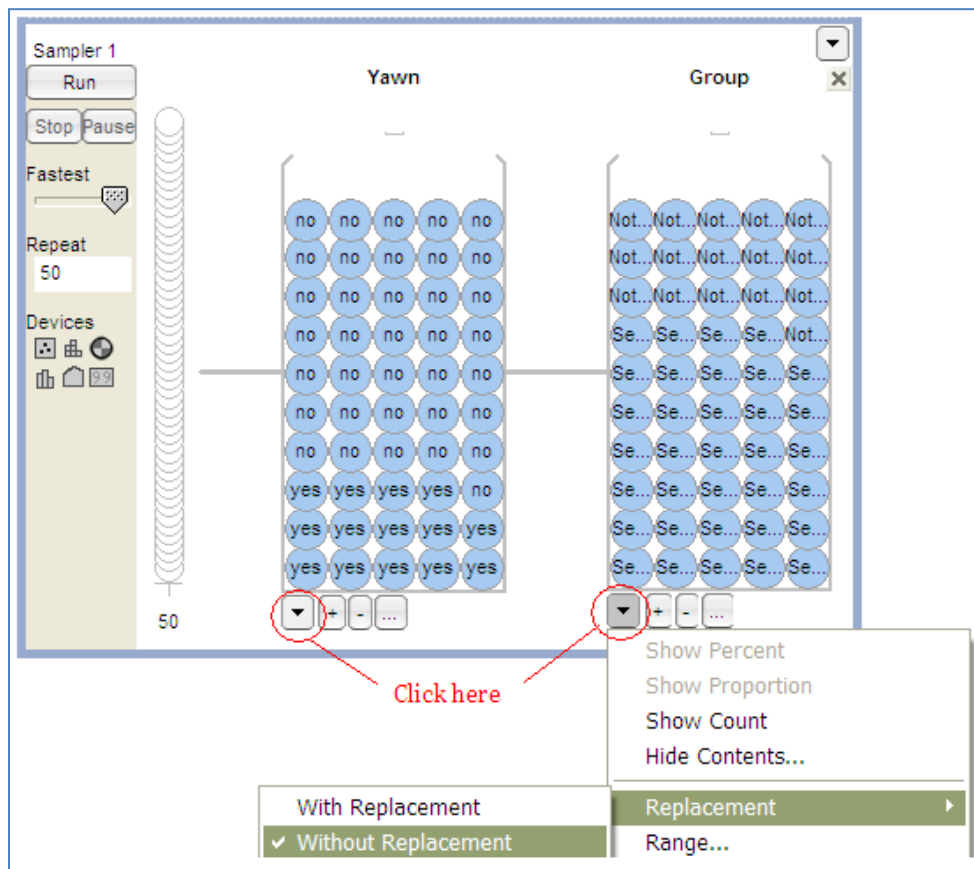 Sampler 1
Run
Stop Pause
Fastest
Repeat
50
Devices
99
50
Yawn
Group
no no no no no
no no no no no
no no no no no
no no no no no
no no no no no
no no no no no
no no no no no
yes yes yes yes no
yes yes yes yes yes
yes yes yes yes yes
Not... Not... Not... Not... Not...
Not... Not... Not... Not... Not...
Not... Not... Not... Not... Not...
Se... Se... Se... Se... Not...
Se... Se... Se... Se... Se...
Se... Se... Se... Se... Se...
Se... Se... Se... Se... Se...
Se... Se... Se... Se... Se...
Se... Se... Se... Se... Se...
Se... Se... Se... Se... Se...
+ - ...
+ - ...
Click here
Show Percent
Show Proportion
Show Count
Hide Contents...
Replacement
Range...
With Replacement
✓ Without Replacement